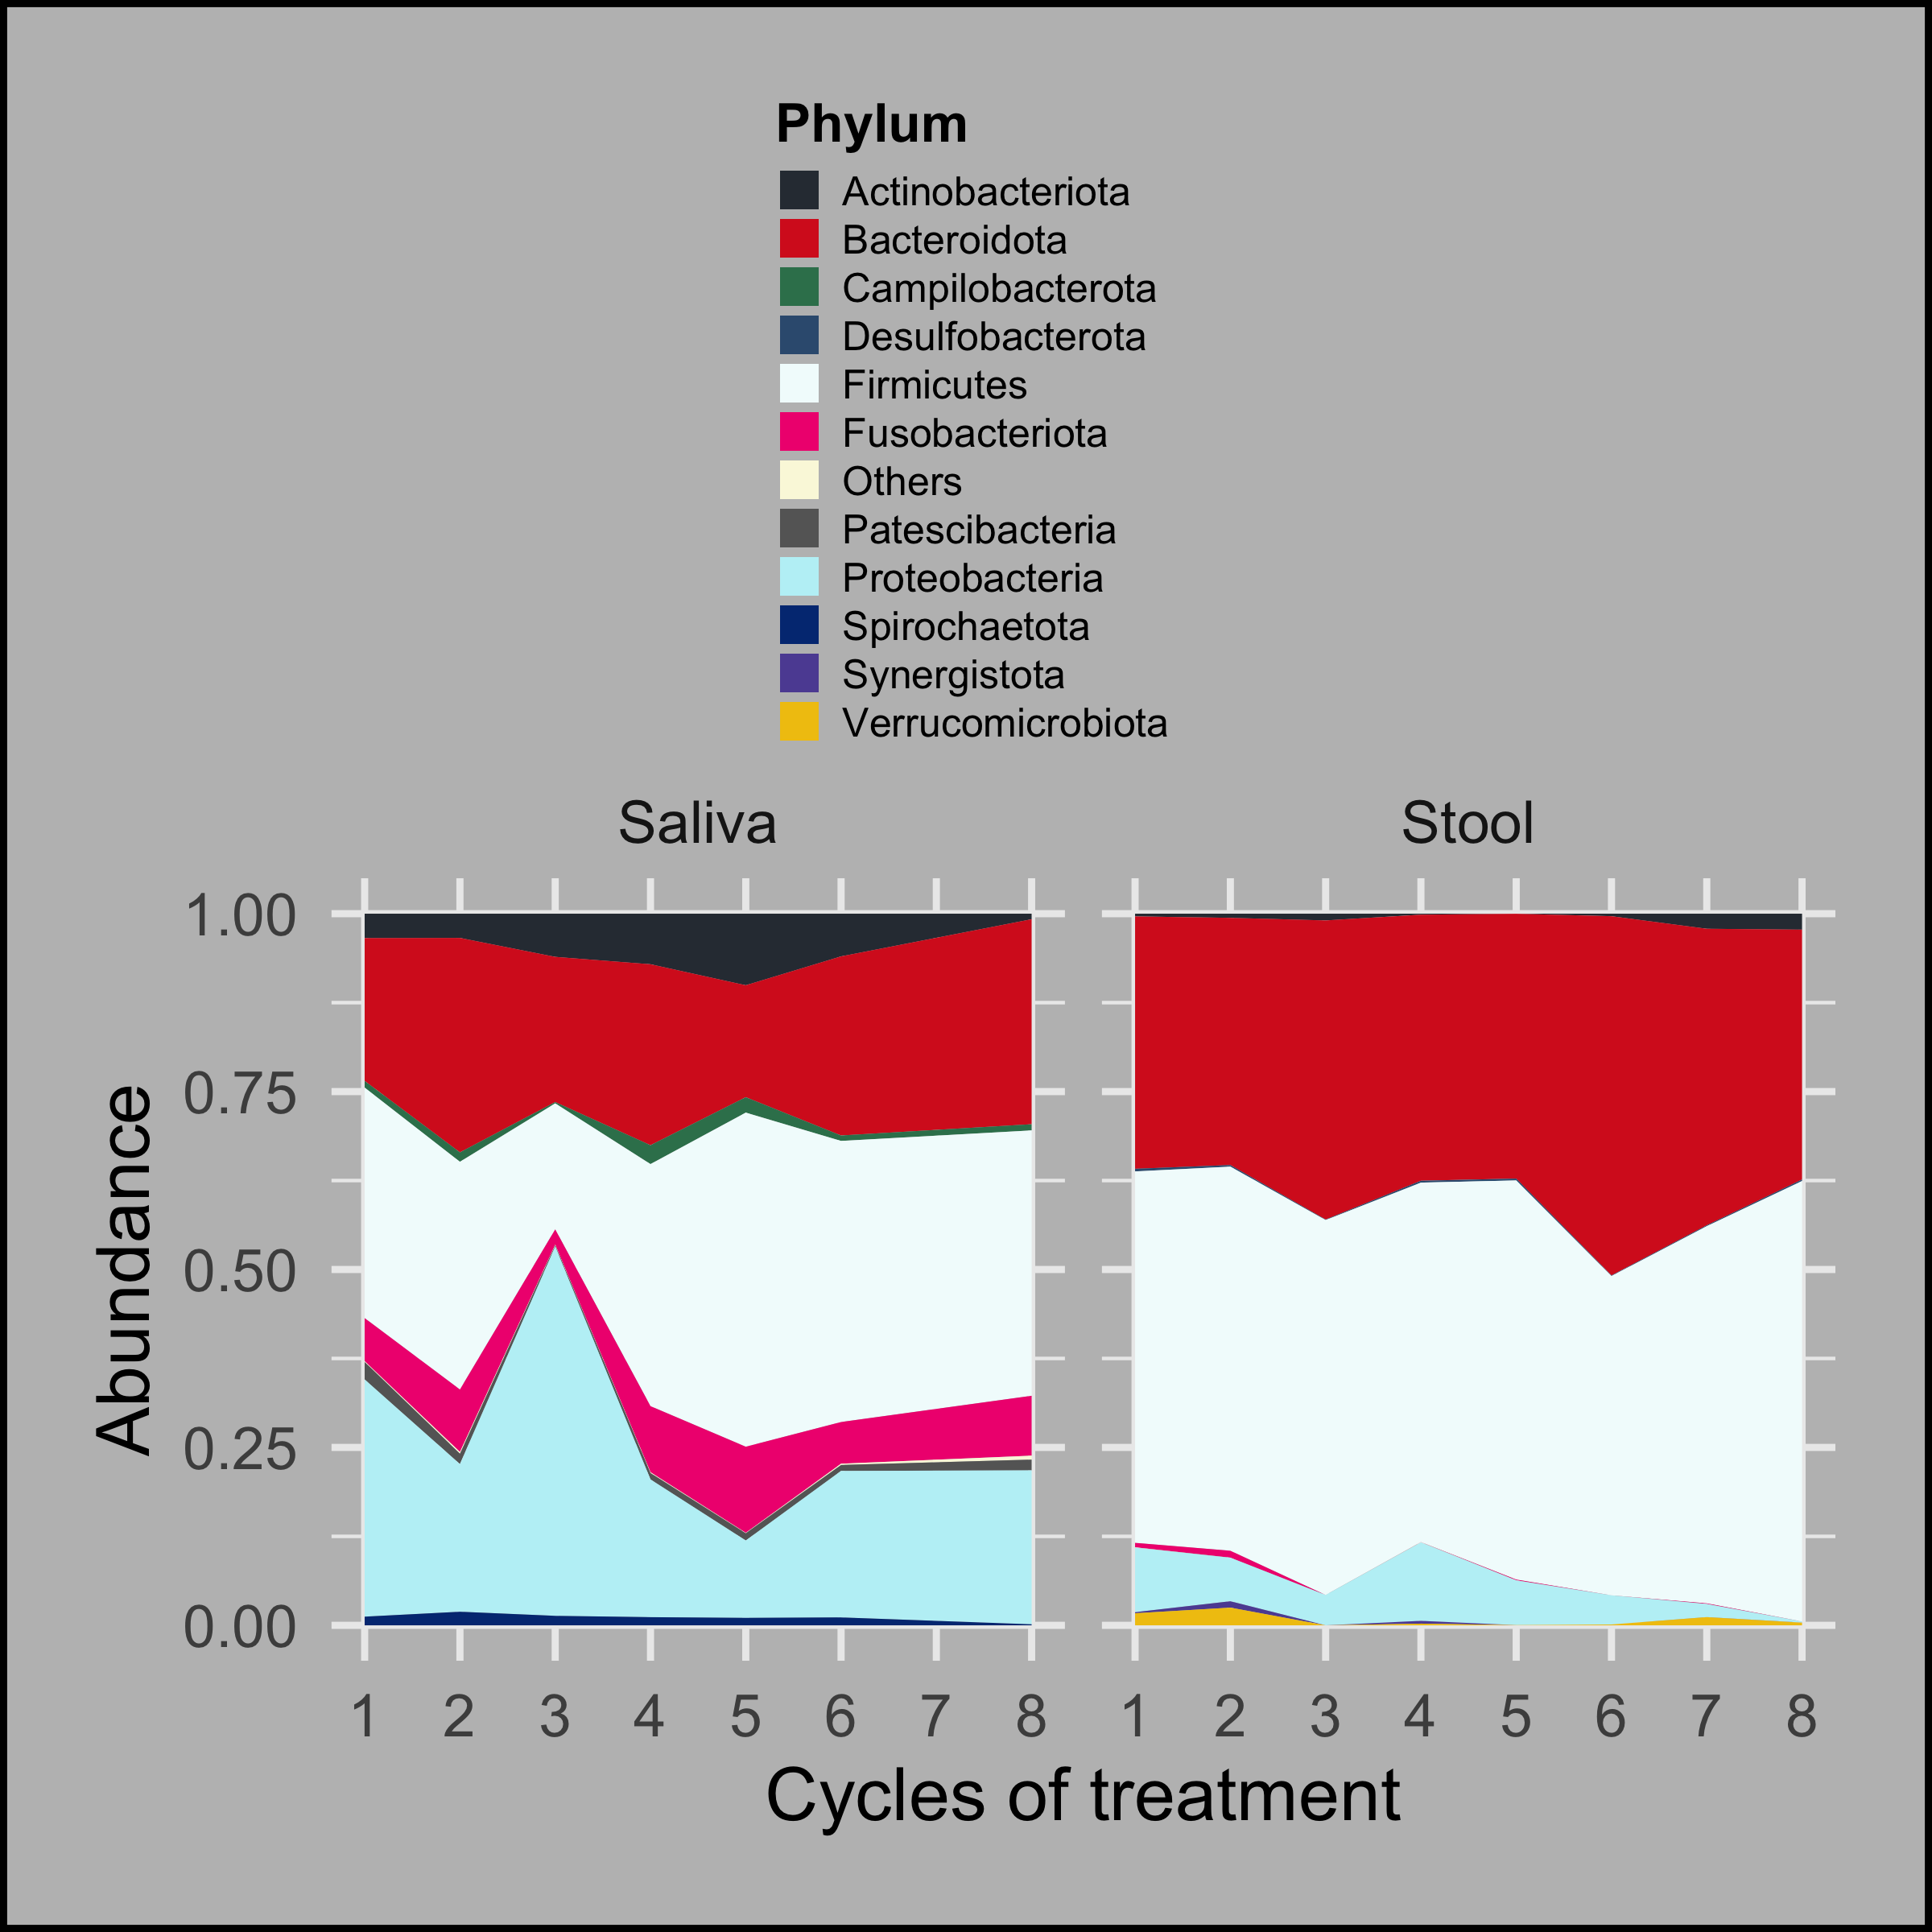 Phylum
Actinobacteriota
Bacteroidota
Campilobacterota
Desulfobacterota
Firmicutes
Fusobacteriota
Others
Patescibacteria
Proteobacteria
Spirochaetota
Synergistota
Verrucomicrobiota
Saliva Stool
1.00
0.75
0.50
0.25
0.00
Abundance
1 2 3 4 5 6 7 8 1 2 3 4 5 6 7 8
Cycles of treatment